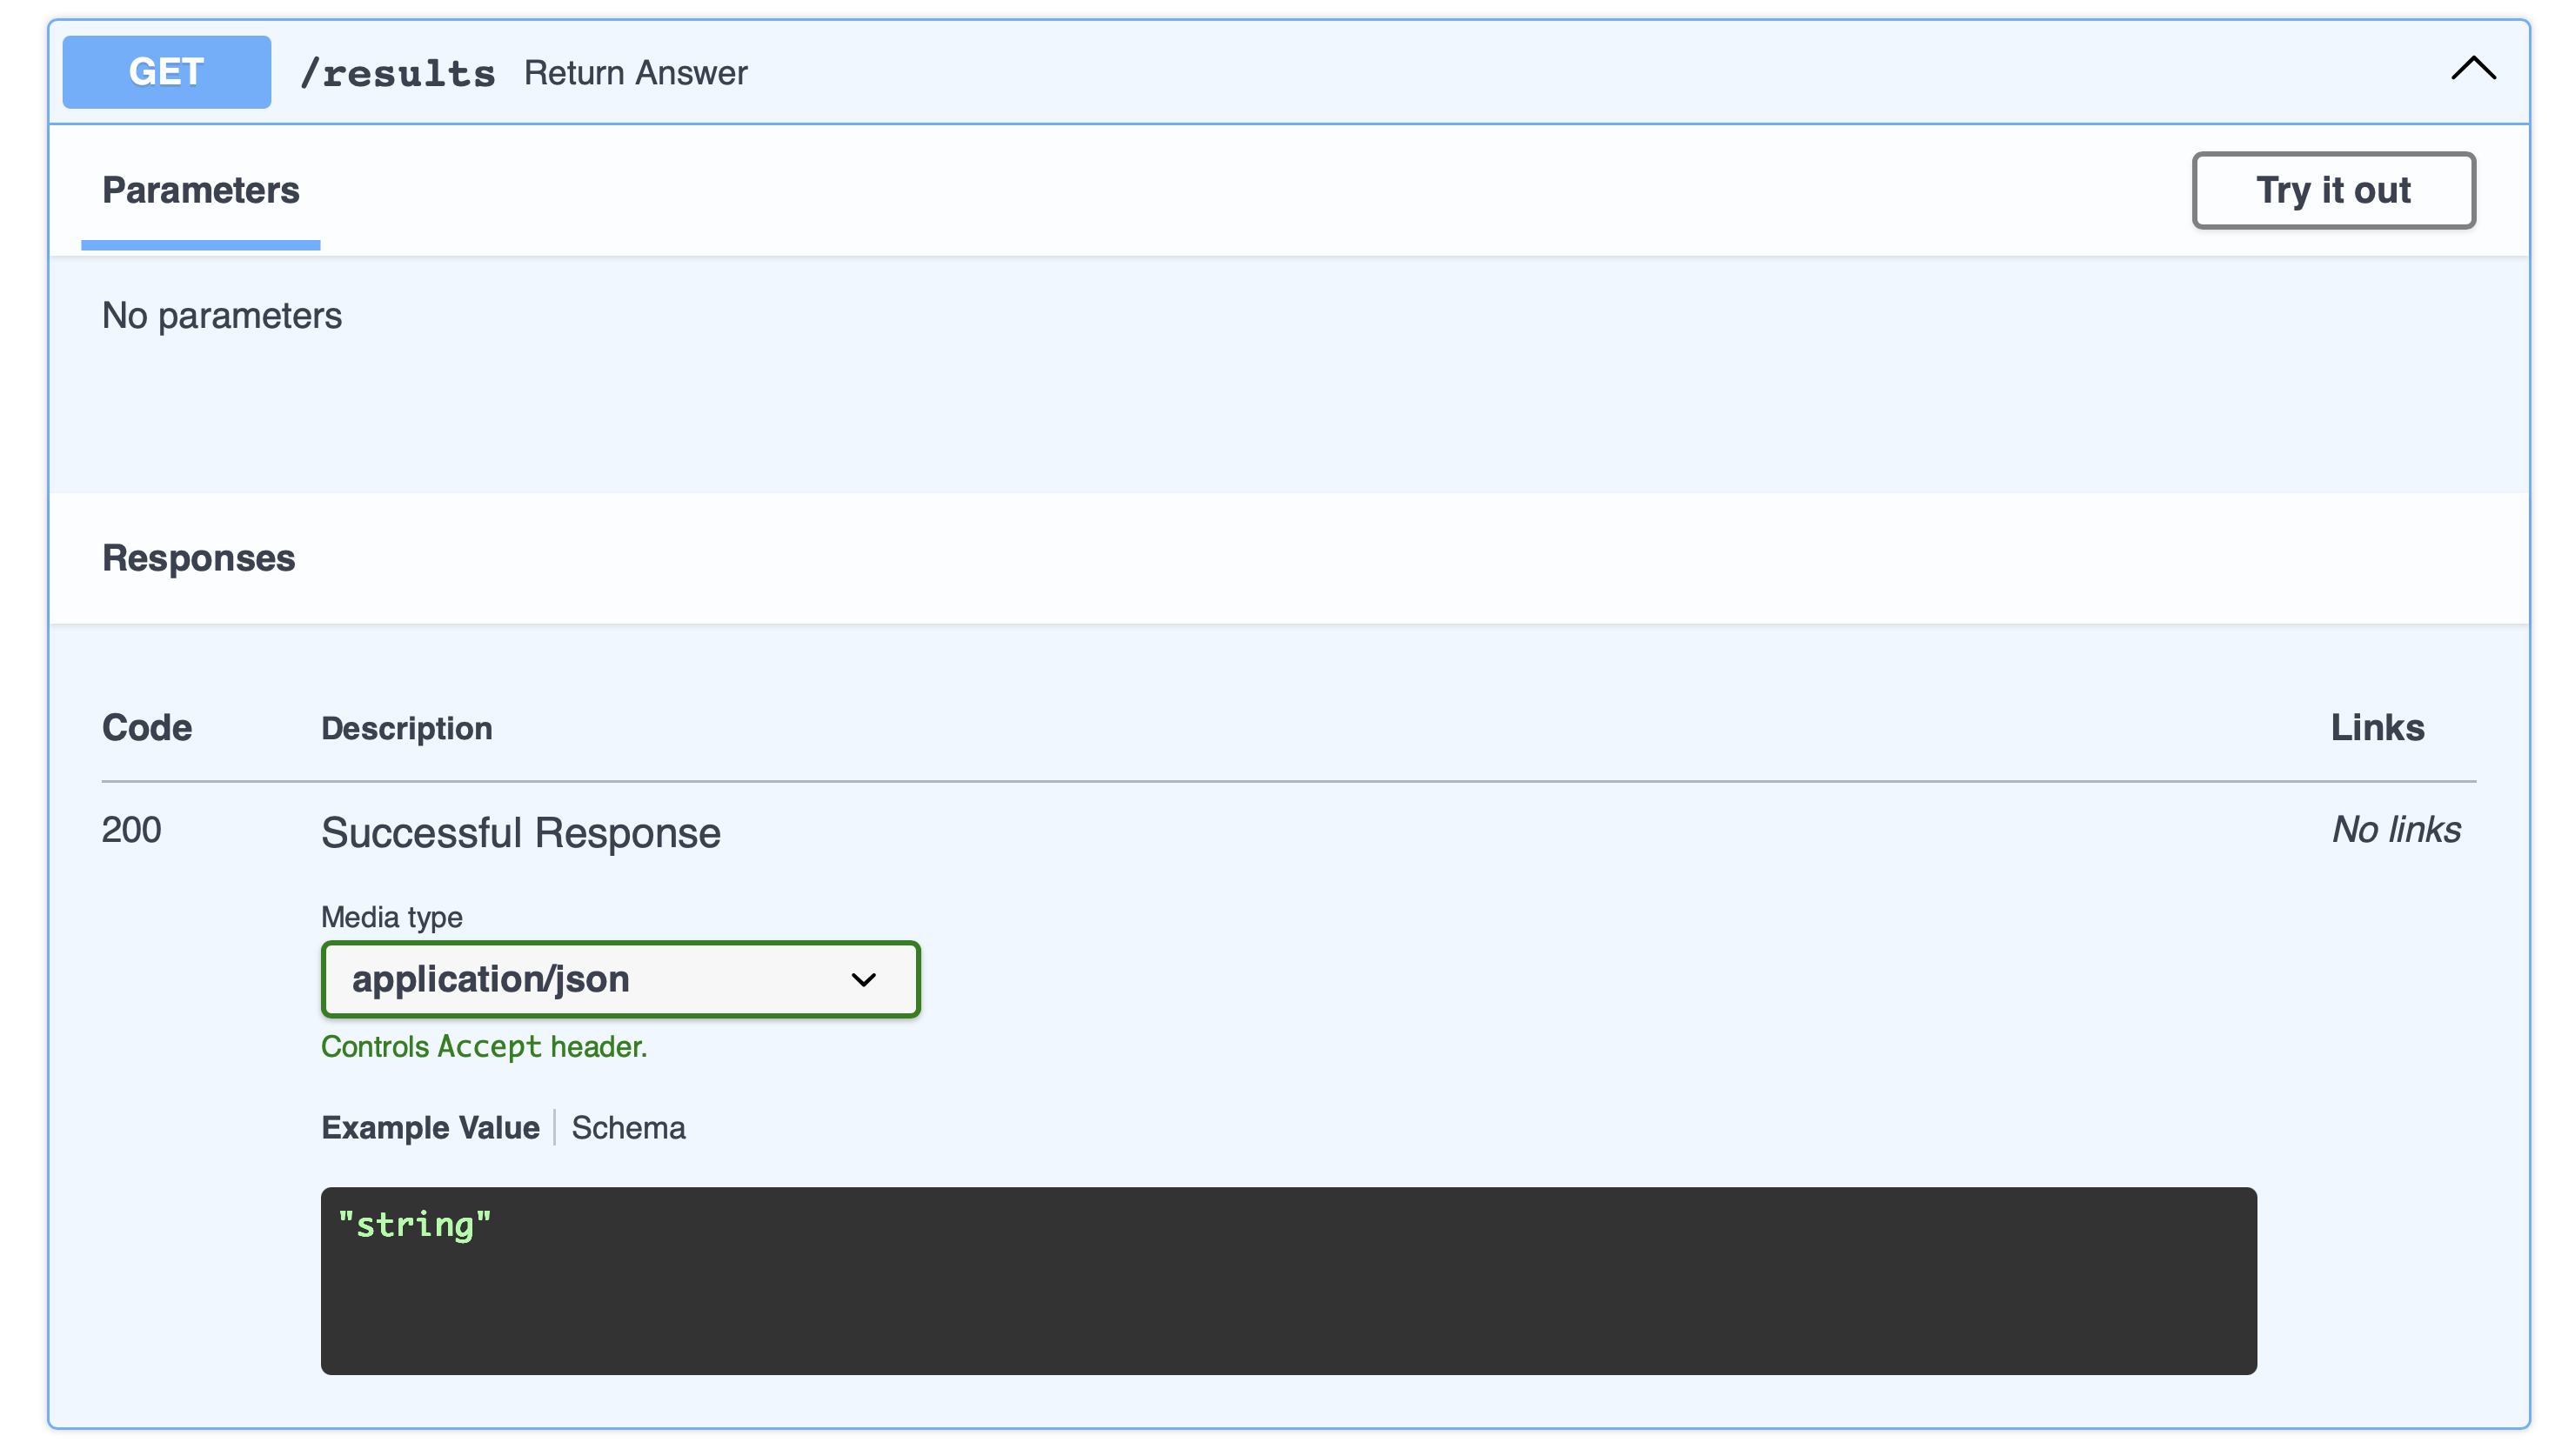 GET /results Return Answer
Parameters Try it out
No parameters
Responses
Code Description Links
200 Successful Response No links
Media type
application/json
Controls Accept header.
Example Value Schema
"string"